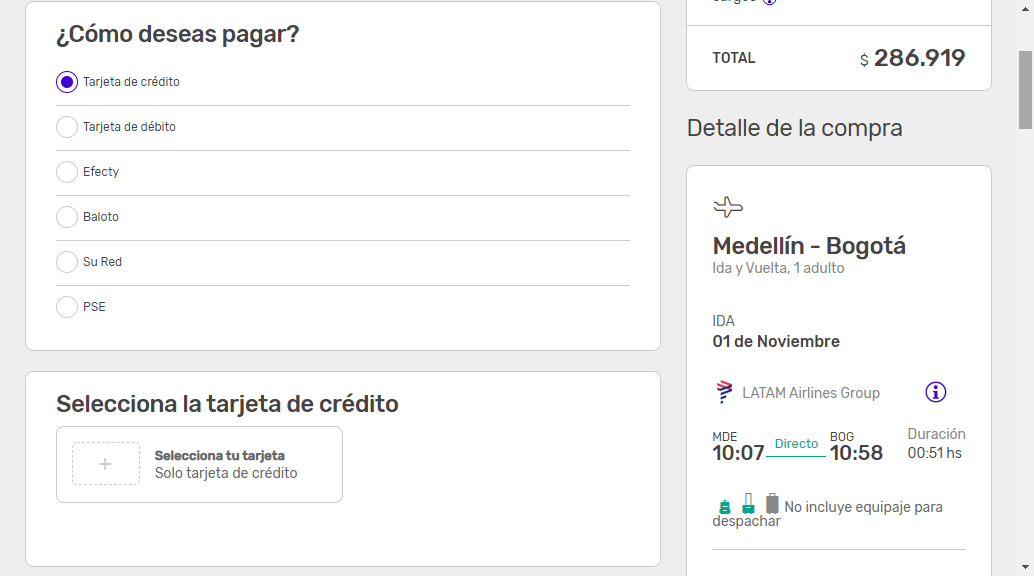 ¿Cómo deseas pagar?
Tarjeta de crédito
Tarjeta de débito
Efecty
Baloto
Su Red
PSE
Selecciona la tarjeta de crédito
Selecciona tu tarjeta
Solo tarjeta de crédito
TOTAL
$ 286.919
Detalle de la compra
Medellín - Bogotá
Ida y Vuelta, 1 adulto
IDA
01 de Noviembre
LATAM Airlines Group
MDE Directo BOG Duración
10:07 10:58 00:51 hs
No incluye equipaje para
despachar